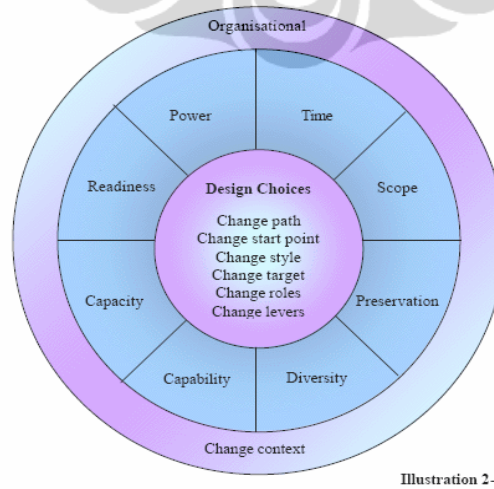 Organisational
Power
Time
Readiness
Scope
Design Choices
Change path
Change start point
Change style
Change target
Change roles
Change levers
Capacity
Preservation
Capability
Diversity
Change context
Illustration 2-